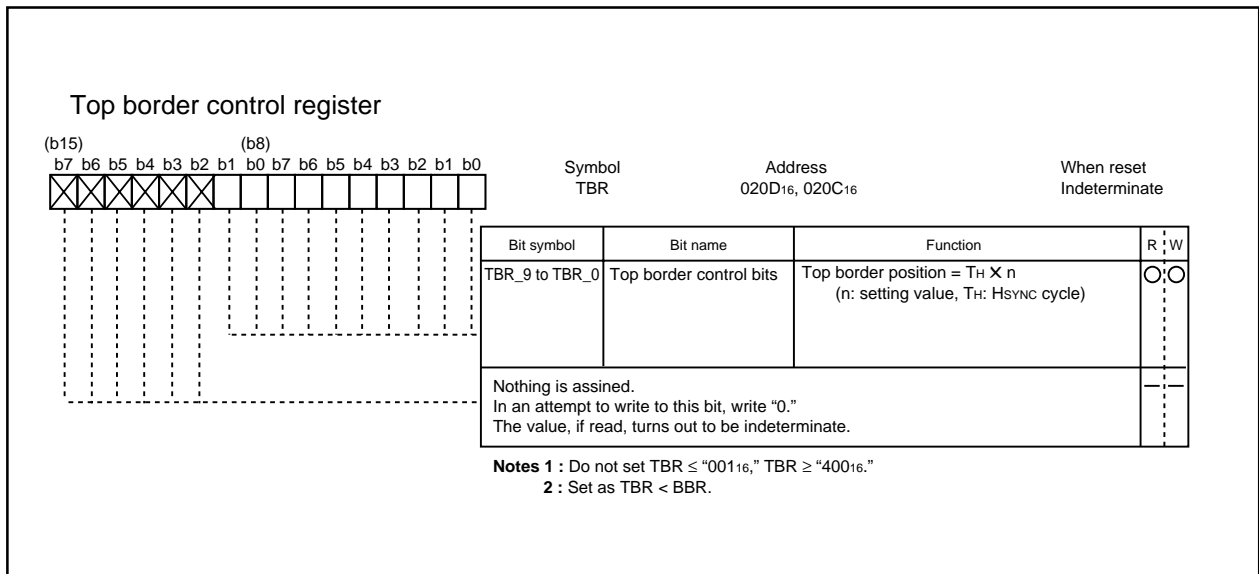 Top border control register
(b15) (b8)
b7 b6 b5 b4 b3 b2 b1 b0 b7 b6 b5 b4 b3 b2 b1 b0
Symbol Address When reset
TBR 020D16, 020C16 Indeterminate
Bit symbol Bit name Function R W
TBR_9 to TBR_0 Top border control bits Top border position = TH X n
(n: setting value, TH: HSYNC cycle)
Nothing is assined.
In an attempt to write to this bit, write “0.”
The value, if read, turns out to be indeterminate.
Notes 1 : Do not set TBR ≤ “00116,” TBR ≥ “40016.”
2 : Set as TBR < BBR.